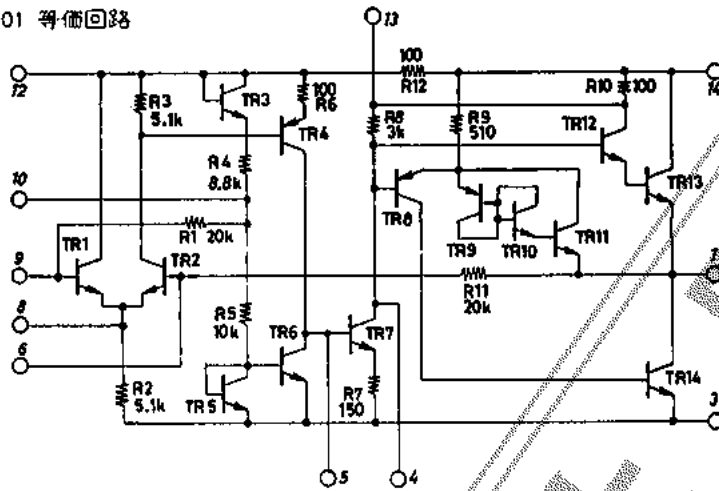 01 等価回路
13
12
R3
5.1k
TR3
100
R6
100
R12
R10
100
14
R8
3k
R9
510
TR12
TR4
R4
8.8k
10
TR13
TR8
TR9
TR10
TR11
R1 20k
9
TR1
TR2
R11
20k
8
R5
10k
TR6
TR7
6
R2
5.1k
TR5
R7
150
TR14
3
5
4